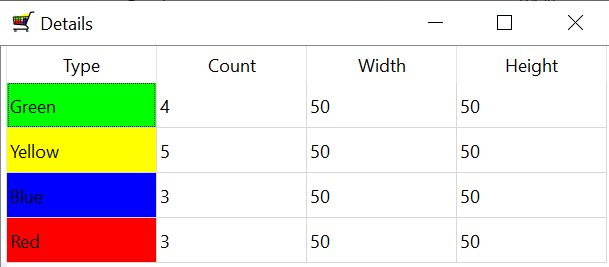 Details
Type Count Width Height
Green 4 50 50
Yellow 5 50 50
Blue 3 50 50
Red 3 50 50